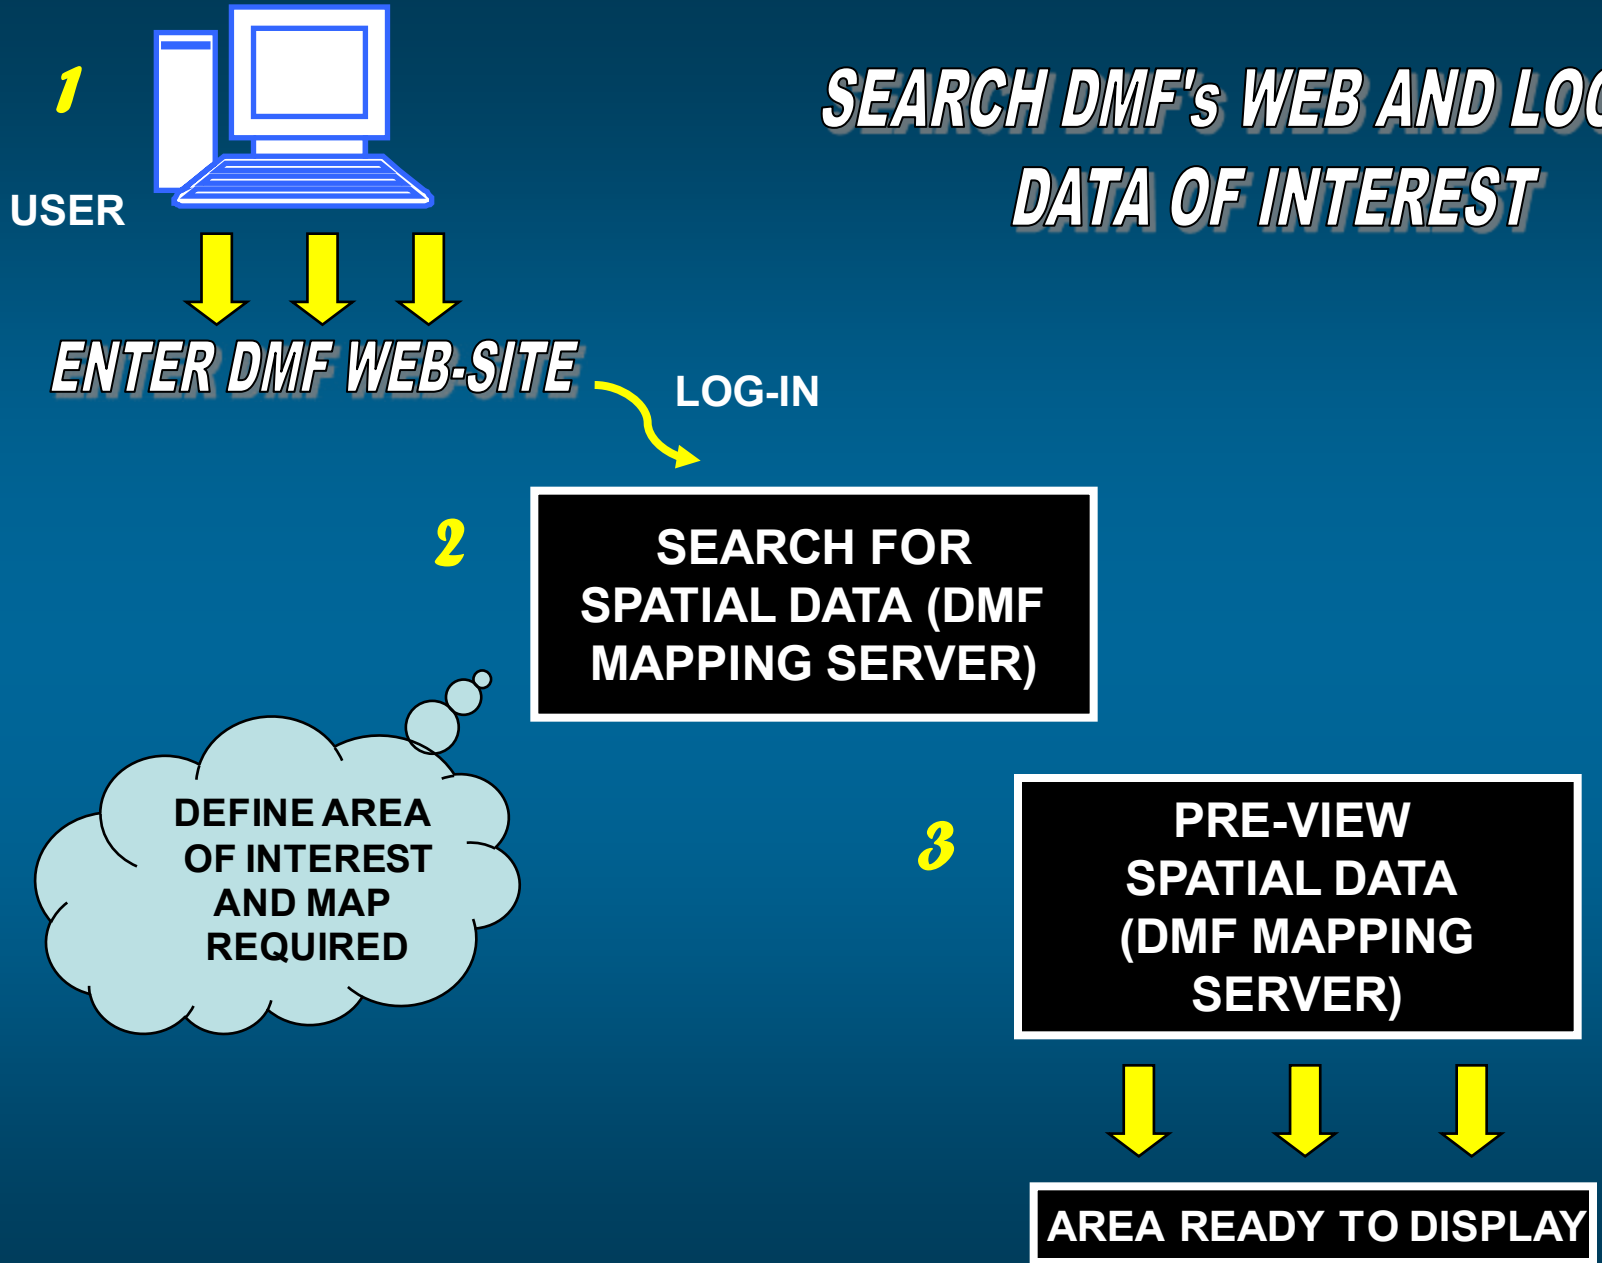 1
SEARCH DMF's WEB AND
DATA OF INTEREST
USER
ENTER DMF WEB-SITE
LOG-IN
2
SEARCH FOR
SPATIAL DATA (DMF
MAPPING SERVER)
DEFINE AREA
OF INTEREST
AND MAP
REQUIRED
3
PRE-VIEW
SPATIAL DATA
(DMF MAPPING
SERVER)
AREA READY TO DISPLAY